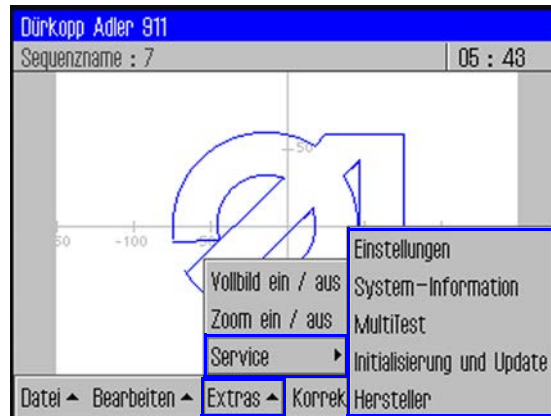 Dürkopp Adler 911
Sequenzname : 7 05 : 43
50
50 -100 50
Einstellungen
Vollbild ein / aus System-Information
Zoom ein / aus MultiTest
Service Initialisierung und Update
Datei Bearbeiten Extras Korrek Hersteller